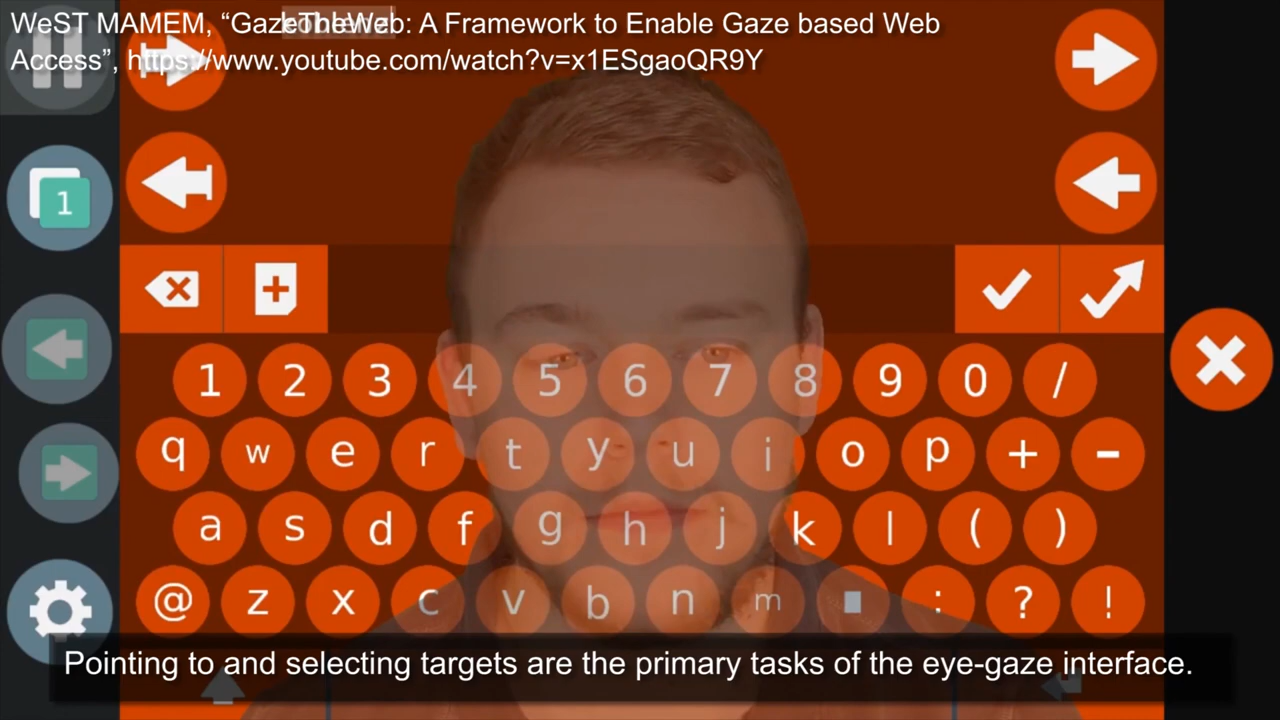 WeST MAMEM, “GazeTheWeb: A Framework to Enable Gaze based Web
Access”, https://www.youtube.com/watch?v=x1ESgaoQR9Y
1
1 2 3 4 5 6 7 8 9 0 /
q w e r t y u i o p + -
a s d f g h j k l ( )
@ z x c v b n m : ? !
Pointing to and selecting targets are the primary tasks of the eye-gaze interface.